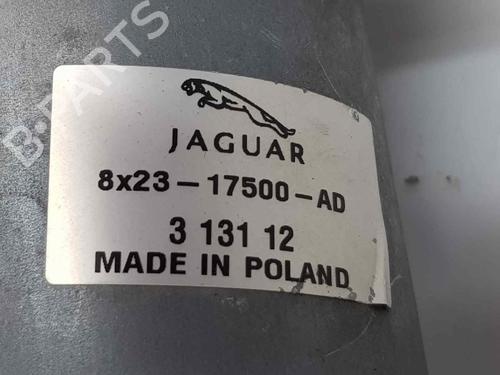 B-PARTS
JAGUAR
8x23-17500-AD
3 131 12
MADE IN POLAND